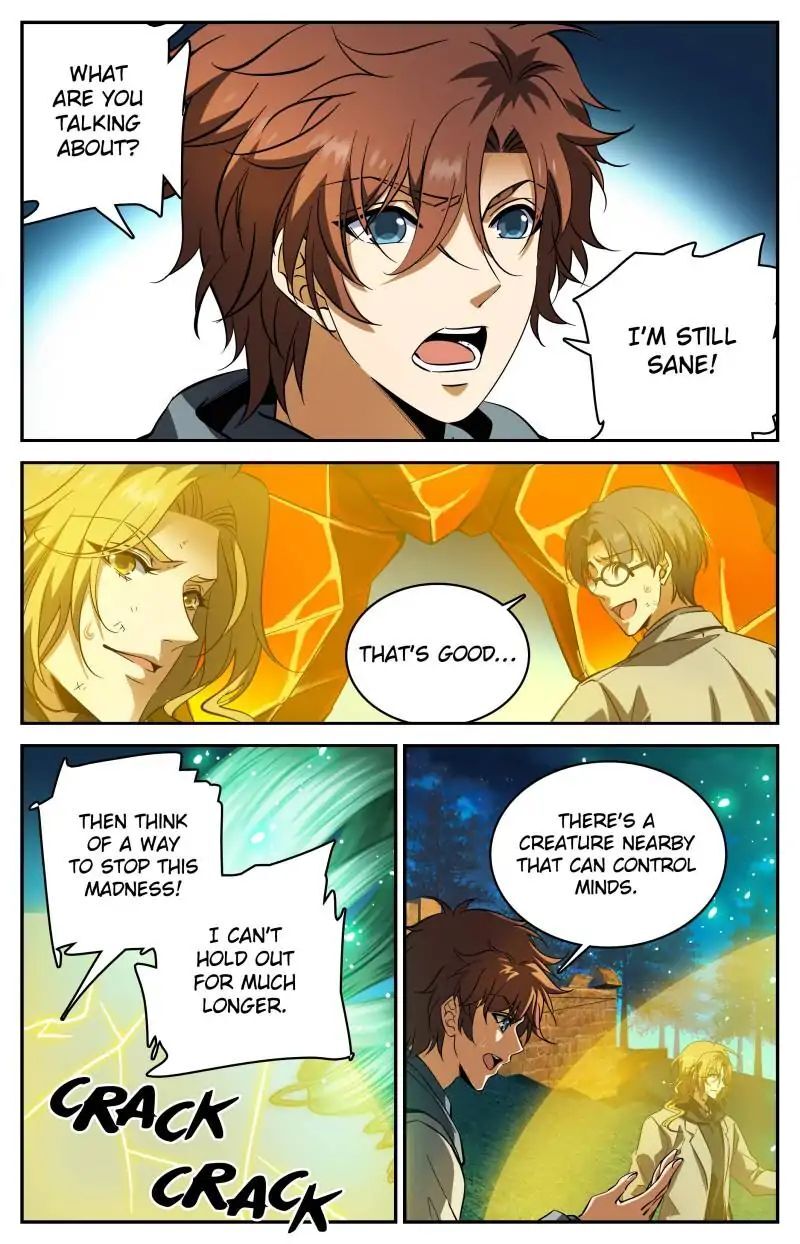 WHAT
ARE YOU
TALKING
ABOUT?
I'M STILL
SANE!
THAT'S GOOD...
THEN THINK
OF A WAY
TO STOP THIS
MADNESS!
I CAN'T
HOLD OUT
FOR MUCH
LONGER.
CRACK
CRACK
THERE'S A
CREATURE NEARBY
THAT CAN CONTROL
MINDS.